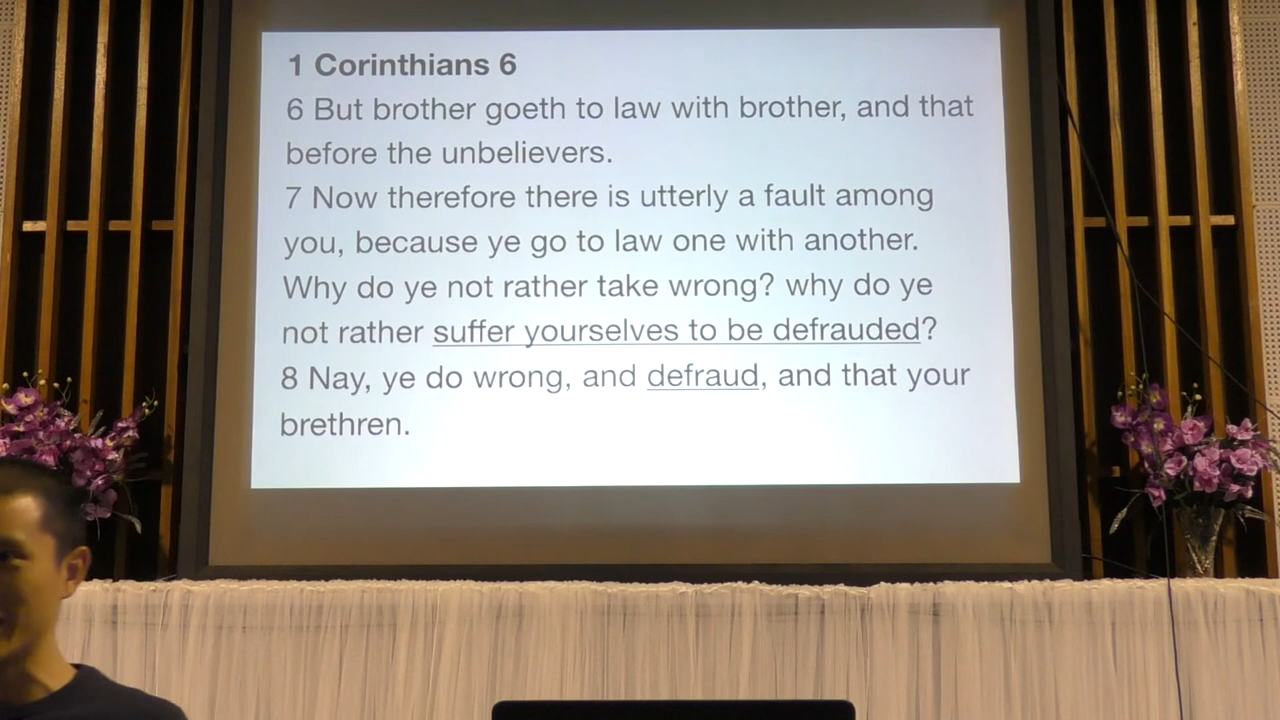 1 Corinthians 6
6 But brother goeth to law with brother, and that
before the unbelievers.
7 Now therefore there is utterly a fault among
you, because ye go to law one with another.
Why do ye not rather take wrong? why do ye
not rather suffer yourselves to be defrauded?
8 Nay, ye do wrong, and defraud, and that your
brethren.